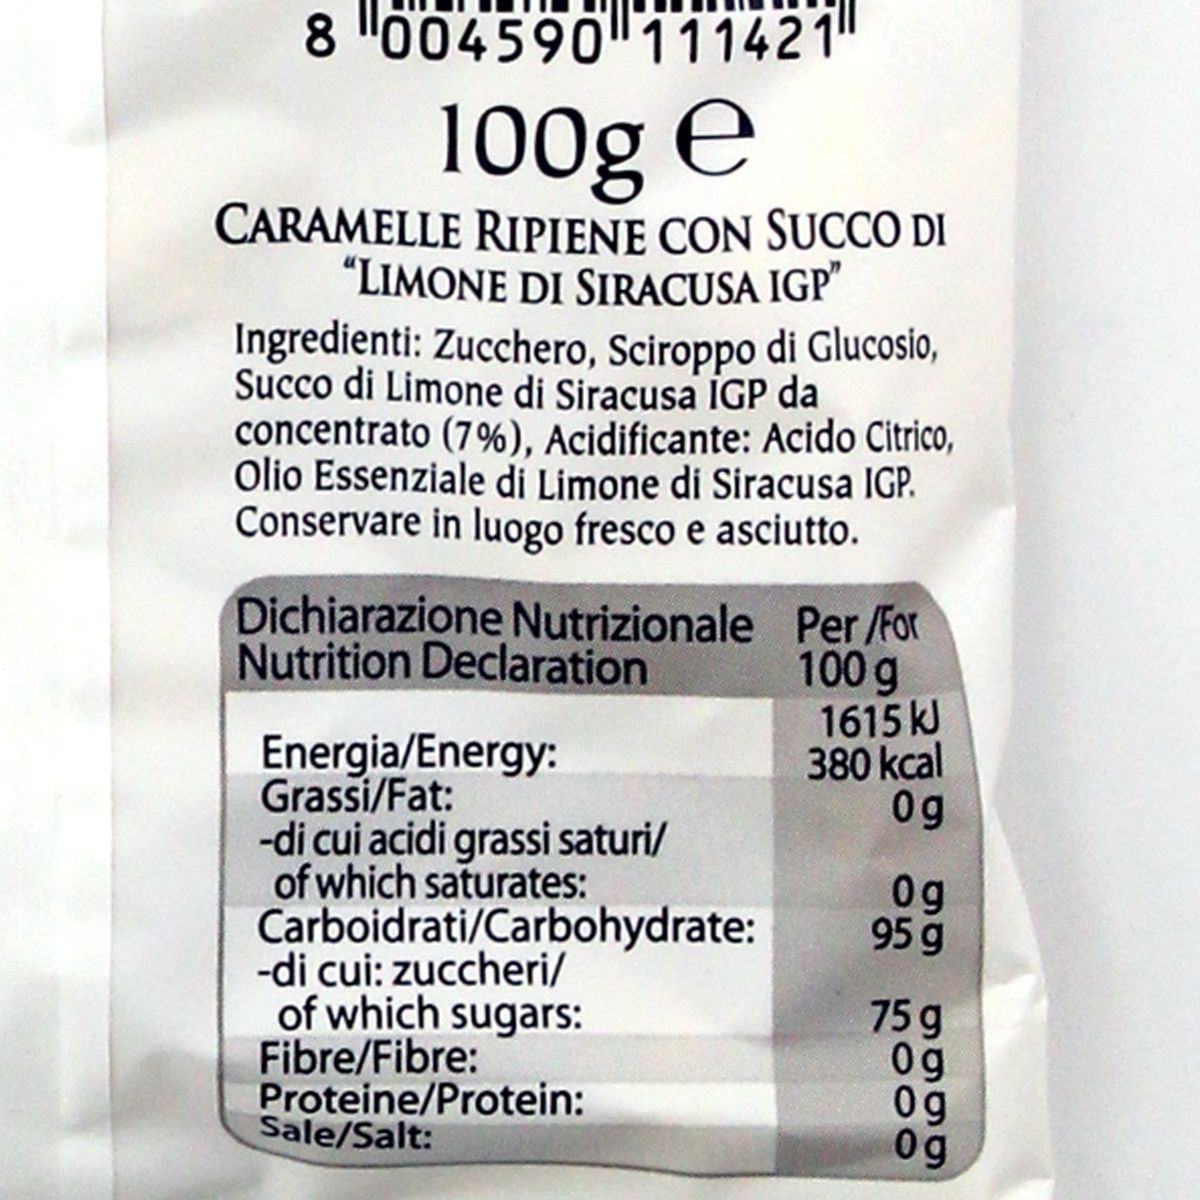 8 004590 111421
100g e
CARAMELLE RIPIENE CON SUCCO DI
"LIMONE DI SIRACUSA IGP"
Ingredienti: Zucchero, Sciroppo di Glucosio,
Succo di Limone di Siracusa IGP da
concentrato (7%), Acidificante: Acido Citrico,
Olio Essenziale di Limone di Siracusa IGP.
Conservare in luogo fresco e asciutto.
Dichiarazione Nutrizionale Per /For
Nutrition Declaration 100 g
1615 kJ
Energia/Energy: 380 kcal
Grassi/Fat: 0 g
-di cui acidi grassi saturi/
of which saturates: 0 g
Carboidrati/Carbohydrate: 95 g
-di cui: zuccheri/
of which sugars: 75 g
Fibre/Fibre: 0 g
Proteine/Protein: 0 g
Sale/Salt: 0 g